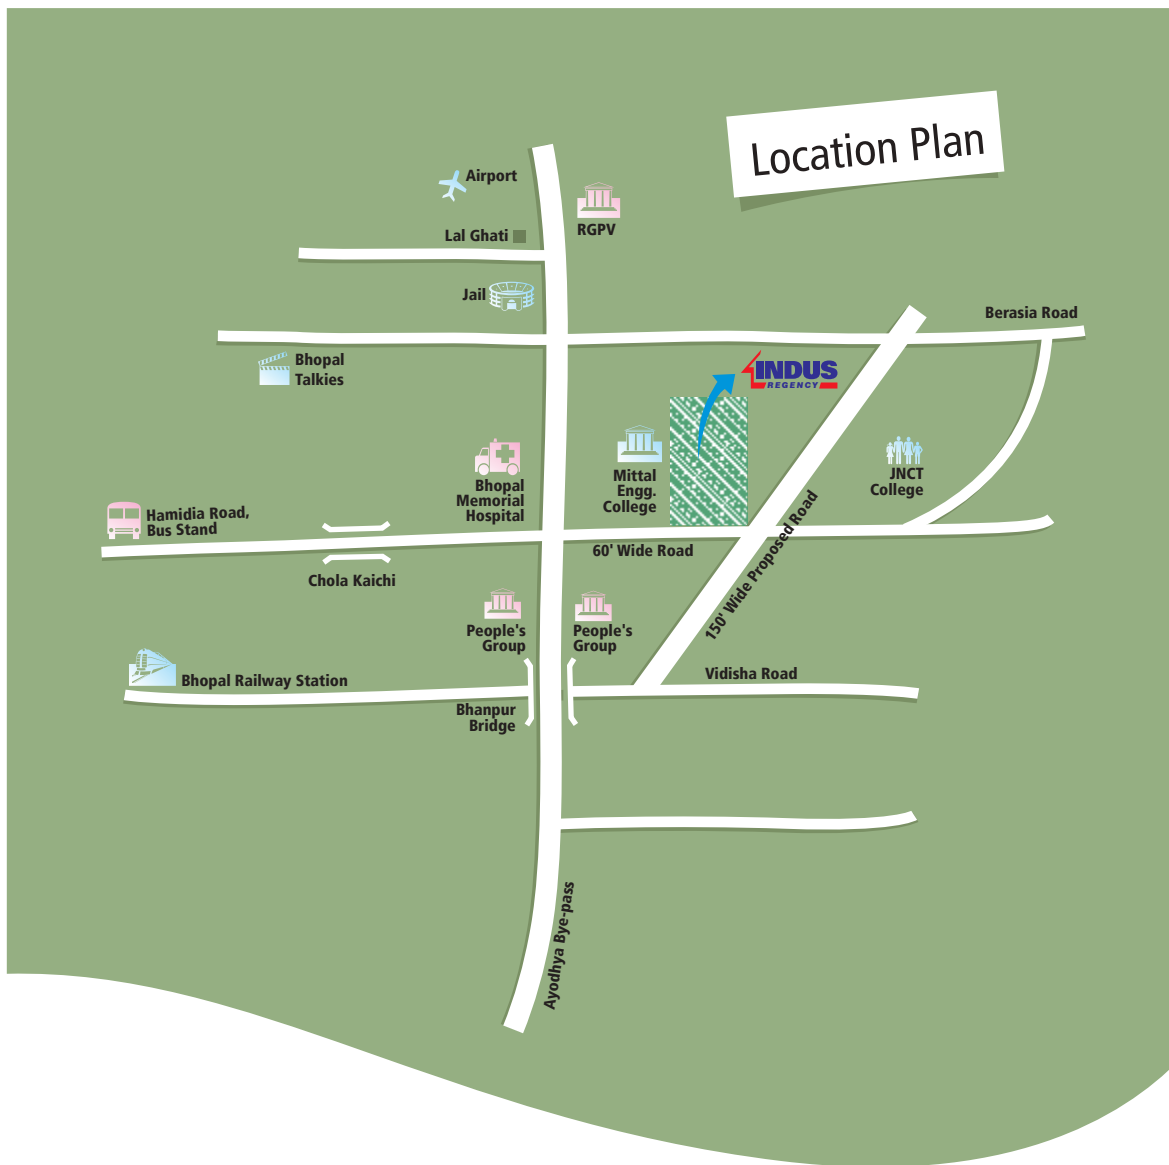 Location Plan
Airport
RGPV
Lal Ghati
Jail
Berasia Road
Bhopal
Talkies
INDUS
REGENCY
Mittal
Engg.
College
JNCT
College
Bhopal
Memorial
Hospital
Hamidia Road,
Bus Stand
60' Wide Road
150' Wide Proposed Road
Chola Kaichi
People's
Group
People's
Group
Bhopal Railway Station
Vidisha Road
Bhanpur
Bridge
Ayodhya Bye-pass